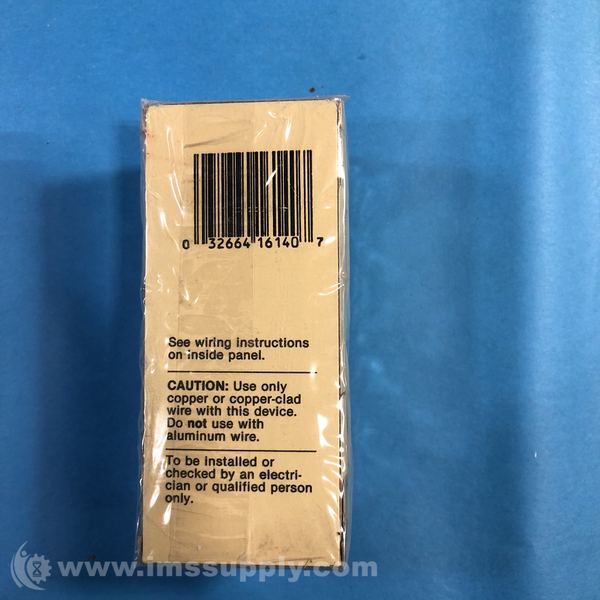 0 32664 16140 7
See wiring instructions
on inside panel.
CAUTION: Use only
copper or copper-clad
wire with this device.
Do not use with
aluminum wire.
To be installed or
checked by an electri-
cian or qualified person
only.
www.imssupply.com